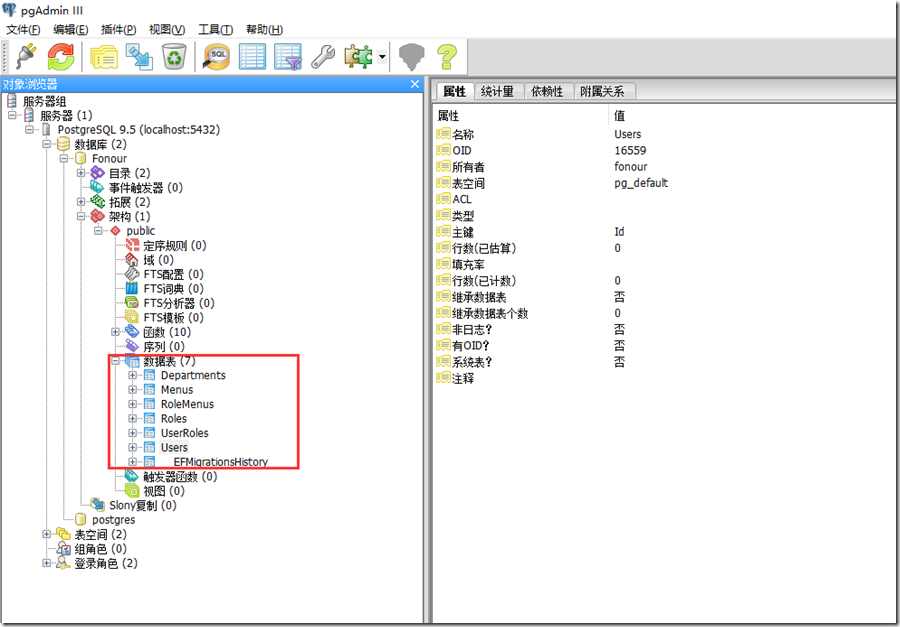 pgAdmin III
文件(F) 编辑(E) 插件(P) 视图(V) 工具(T) 帮助(H)
SQL
对象浏览器
服务器组
服务器 (1)
PostgreSQL 9.5 (localhost:5432)
数据库 (2)
Fonour
目录 (2)
事件触发器 (0)
拓展 (2)
架构 (1)
public
定序规则 (0)
域 (0)
FTS配置 (0)
FTS词典 (0)
FTS分析器 (0)
FTS模板 (0)
函数 (10)
序列 (0)
数据表 (7)
Departments
Menus
RoleMenus
Roles
UserRoles
Users
__EFMigrationsHistory
触发器函数 (0)
视图 (0)
Slony复制 (0)
postgres
表空间 (2)
组角色 (0)
登录角色 (2)
属性 统计量 依赖性 附属关系
属性 值
名称 Users
OID 16559
所有者 fonour
表空间 pg_default
ACL
类型
主键 Id
行数(已估算) 0
填充率
行数(已计数) 0
继承数据表 否
继承数据表个数 0
非日志? 否
有OID? 否
系统表? 否
注释